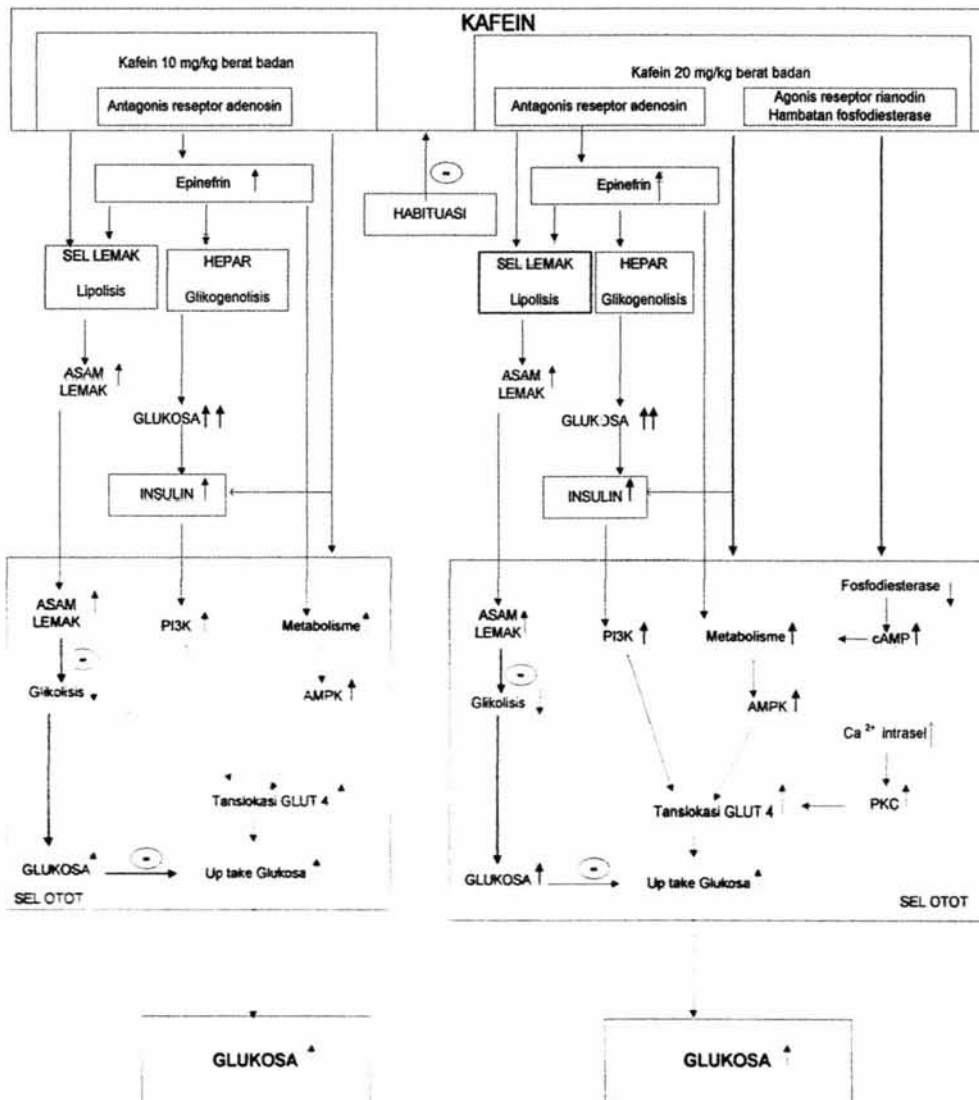 KAFEIN
Kafein 10 mg/kg berat badan
Antagonis reseptor adenosin
Epinefrin ↑
SEL LEMAK
Lipolisis
HEPAR
Glikogenolisis
ASAM ↑
LEMAK
GLUKOSA ↑↑
INSULIN ↑
ASAM ↑
LEMAK
PI3K ↑
Metabolisme ↑
-
Glikolisis
AMPK ↑
Tanslokasi GLUT 4
GLUKOSA
-
Up take Glukosa
SEL OTOT
GLUKOSA
HABITUASI
-
Kafein 20 mg/kg berat badan
Antagonis reseptor adenosin
Agonis reseptor rianodin
Hambatan fosfodiesterase
Epinefrin ↑
SEL LEMAK
Lipolisis
HEPAR
Glikogenolisis
ASAM ↑
LEMAK
GLUKOSA ↑↑
INSULIN ↑
Fosfodiesterase ↓
ASAM ↑
LEMAK
PI3K ↑
Metabolisme ↑
cAMP ↑
-
Glikolisis ↓
AMPK ↑
Ca 2+ intrasel ↑
Tanslokasi GLUT 4 ↑
PKC ↑
GLUKOSA ↑
-
Up take Glukosa
SEL OTOT
GLUKOSA ↑